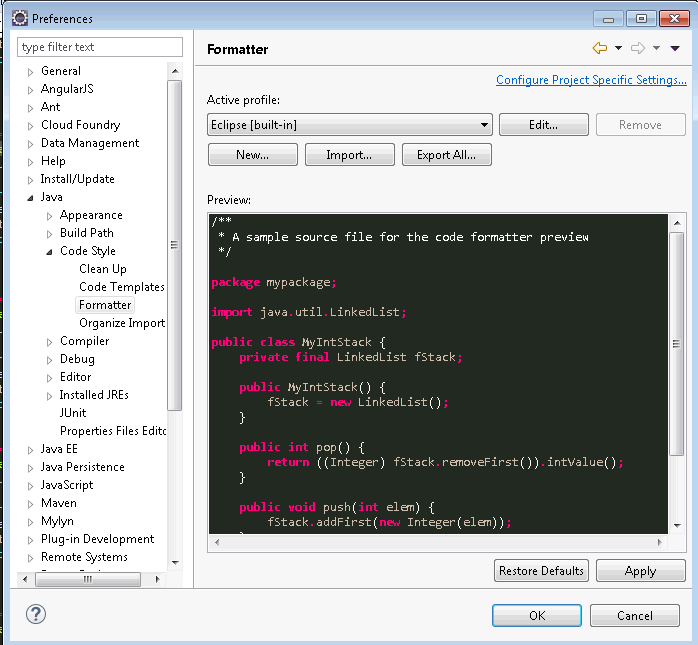 Preferences
type filter text
General
AngularJS
Ant
Cloud Foundry
Data Management
Help
Install/Update
Java
Appearance
Build Path
Code Style
Clean Up
Code Templates
Formatter
Organize Import
Compiler
Debug
Editor
Installed JREs
JUnit
Properties Files Edito
Java EE
Java Persistence
JavaScript
Maven
Mylyn
Plug-in Development
Remote Systems
Formatter
Configure Project Specific Settings...
Active profile:
Eclipse [built-in]
Edit...
Remove
New...
Import...
Export All...
Preview:
/**
 * A sample source file for the code formatter preview
 */
package mypackage;
import java.util.LinkedList;
public class MyIntStack {
    private final LinkedList fStack;
    public MyIntStack() {
        fStack = new LinkedList();
    }
    public int pop() {
        return ((Integer) fStack.removeFirst()).intValue();
    }
    public void push(int elem) {
        fStack.addFirst(new Integer(elem));
Restore Defaults
Apply
?
OK
Cancel